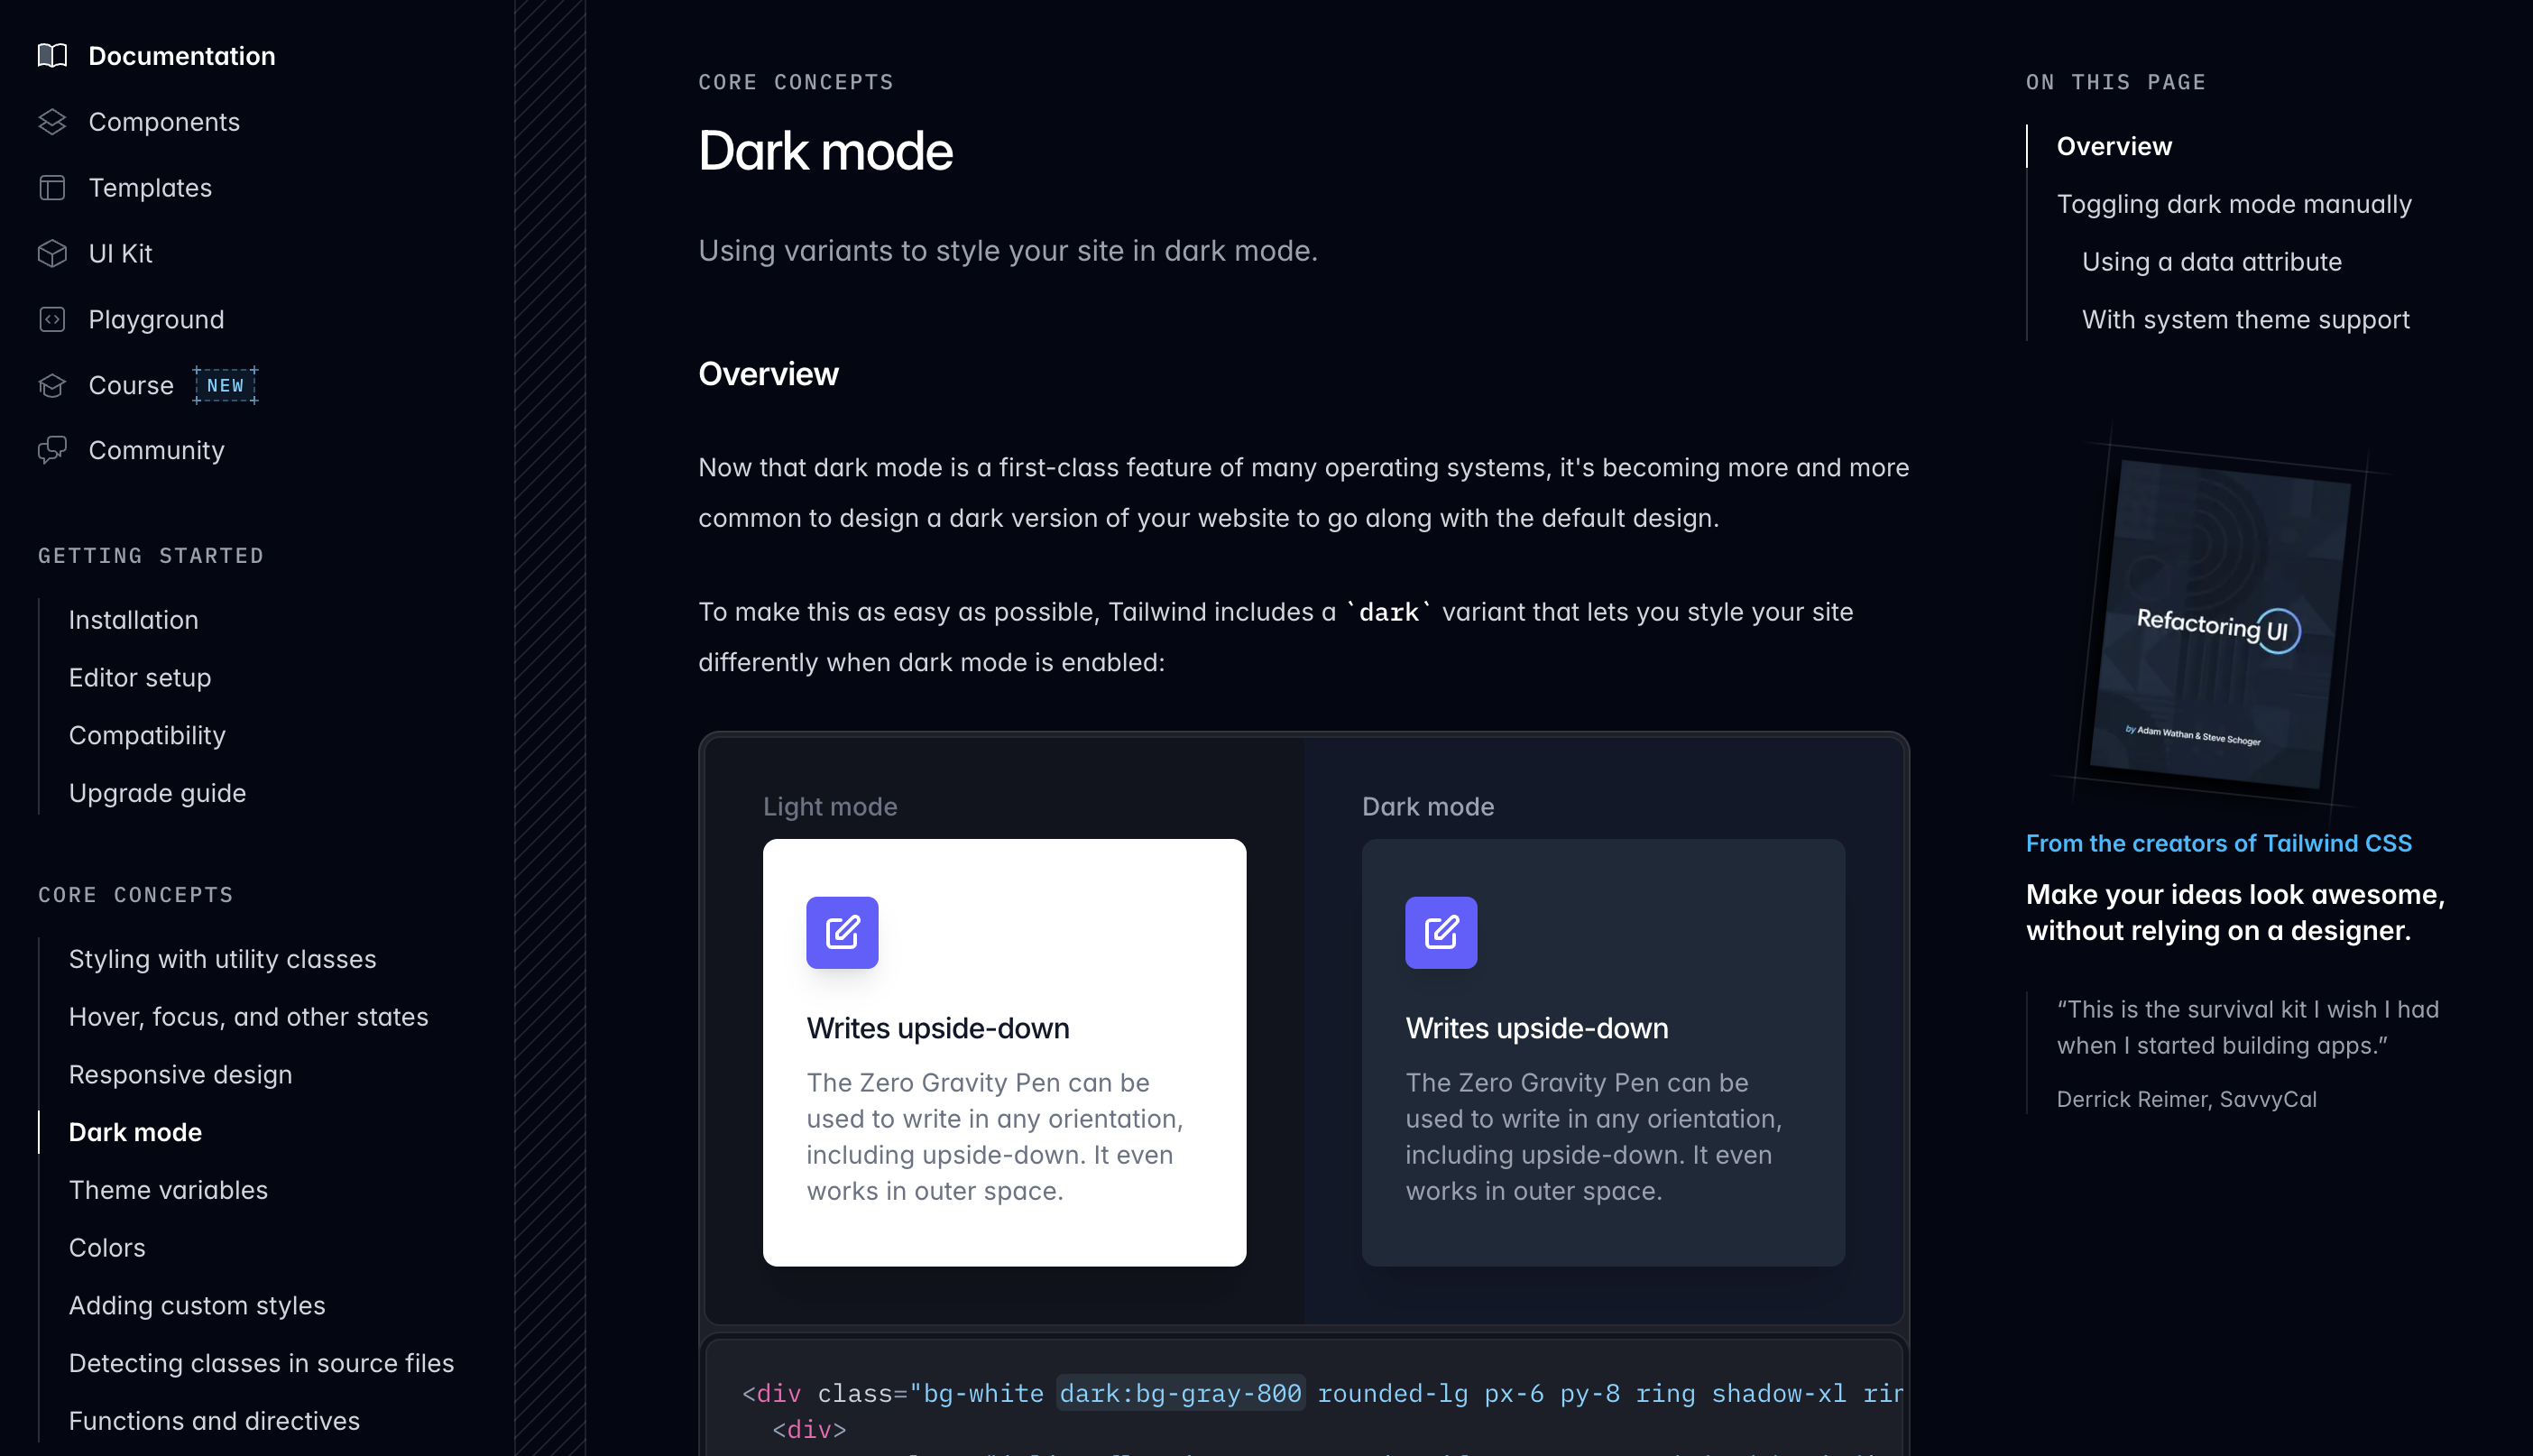 Documentation
Components
Templates
UI Kit
Playground
Course NEW
Community
GETTING STARTED
Installation
Editor setup
Compatibility
Upgrade guide
CORE CONCEPTS
Styling with utility classes
Hover, focus, and other states
Responsive design
Dark mode
Theme variables
Colors
Adding custom styles
Detecting classes in source files
Functions and directives
CORE CONCEPTS
Dark mode
Using variants to style your site in dark mode.
Overview
Now that dark mode is a first-class feature of many operating systems, it's becoming more and more
common to design a dark version of your website to go along with the default design.
To make this as easy as possible, Tailwind includes a `dark` variant that lets you style your site
differently when dark mode is enabled:
Light mode
Writes upside-down
The Zero Gravity Pen can be
used to write in any orientation,
including upside-down. It even
works in outer space.
Dark mode
Writes upside-down
The Zero Gravity Pen can be
used to write in any orientation,
including upside-down. It even
works in outer space.
<div class="bg-white dark:bg-gray-800 rounded-lg px-6 py-8 ring shadow-xl
<div>
ON THIS PAGE
Overview
Toggling dark mode manually
Using a data attribute
With system theme support
Refactoring UI
by Adam Wathan & Steve Schoger
From the creators of Tailwind CSS
Make your ideas look awesome,
without relying on a designer.
“This is the survival kit I wish I had
when I started building apps.”
Derrick Reimer, SavvyCal